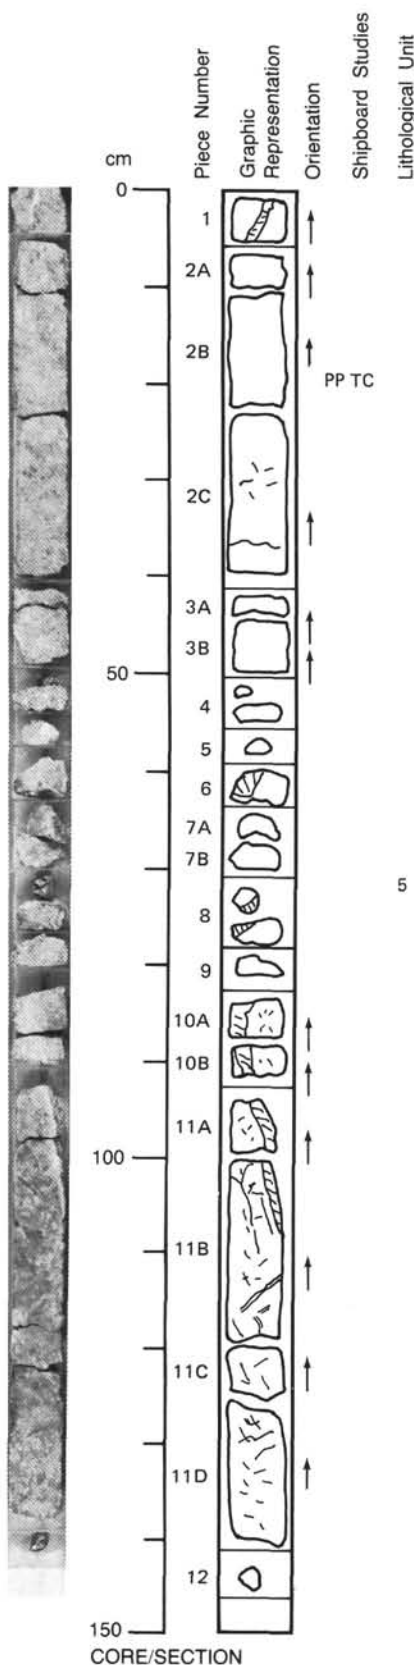 cm
Piece Number
Graphic
Representation
Orientation
Shipboard Studies
Lithological Unit
0
1
2A
2B
PP TC
2C
3A
3B
50
4
5
6
7A
7B
5
8
9
10A
10B
11A
100
11B
11C
11D
12
150
CORE/SECTION